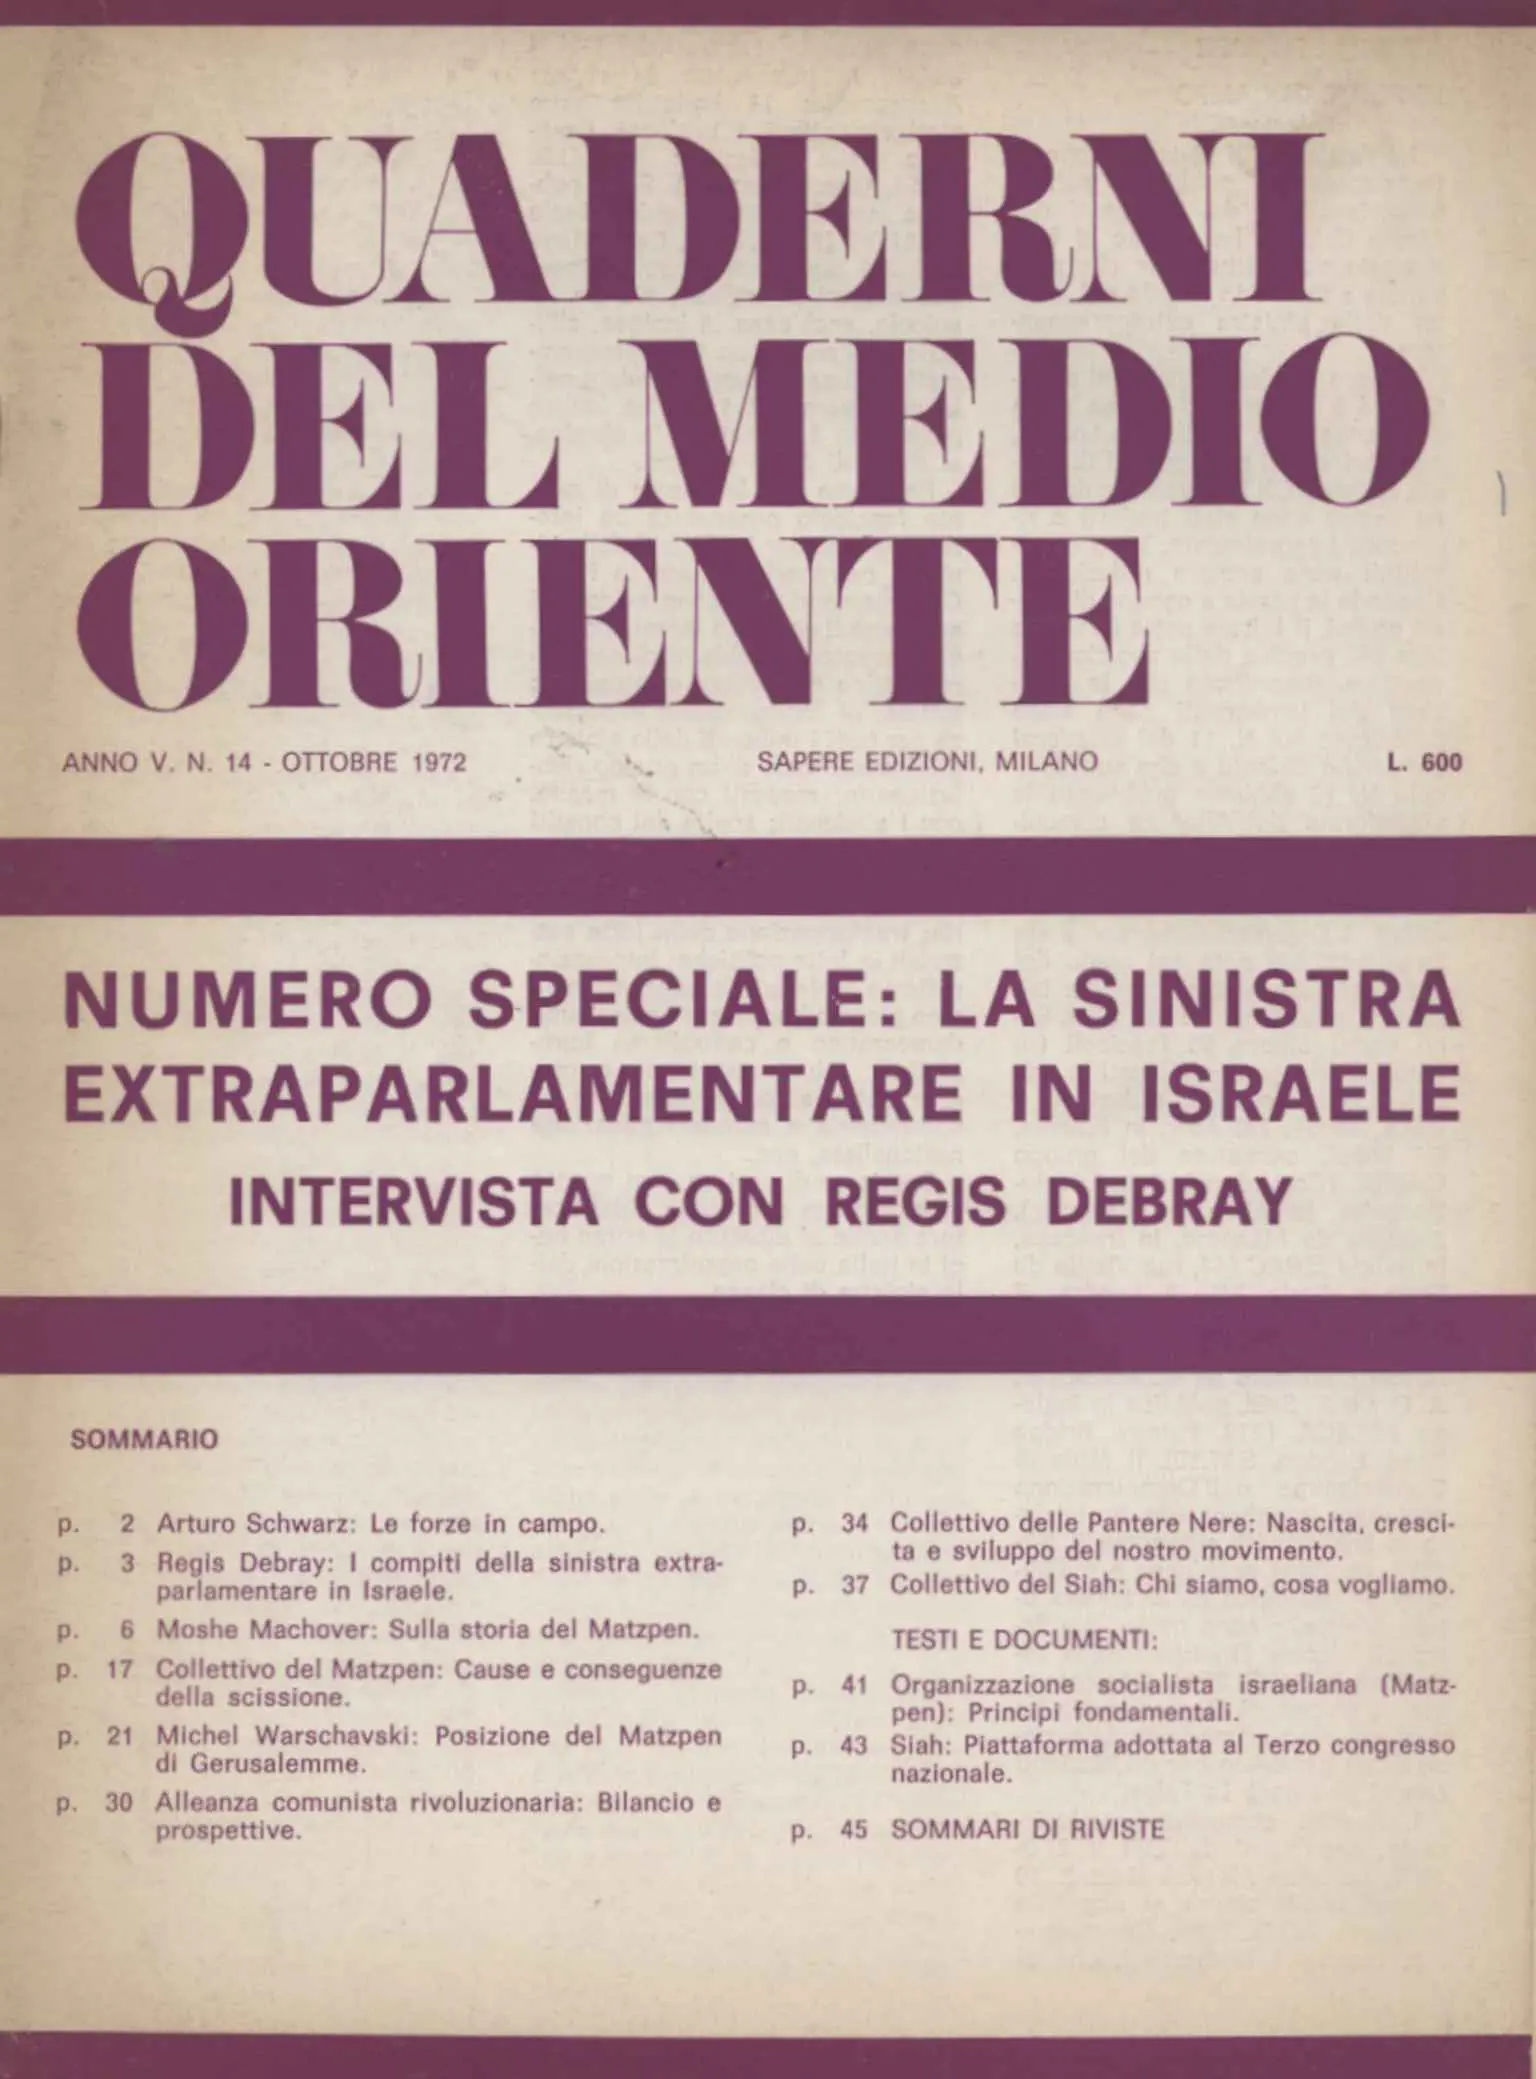 QUADERNI
DEL MEDIO
ORIENTE
ANNO V. N. 14 - OTTOBRE 1972 SAPERE EDIZIONI, MILANO L. 600
NUMERO SPECIALE: LA SINISTRA
EXTRAPARLAMENTARE IN ISRAELE
INTERVISTA CON REGIS DEBRAY
SOMMARIO
p. 2 Arturo Schwarz: Le forze in campo.
p. 3 Regis Debray: I compiti della sinistra extra-
parlamentare in Israele.
p. 6 Moshe Machover: Sulla storia del Matzpen.
p. 17 Collettivo del Matzpen: Cause e conseguenze
della scissione.
p. 21 Michel Warschavski: Posizione del Matzpen
di Gerusalemme.
p. 30 Alleanza comunista rivoluzionaria: Bilancio e
prospettive.
p. 34 Collettivo delle Pantere Nere: Nascita, cresci-
ta e sviluppo del nostro movimento.
p. 37 Collettivo del Siah: Chi siamo, cosa vogliamo.
TESTI E DOCUMENTI:
p. 41 Organizzazione socialista israeliana (Matz-
pen): Principi fondamentali.
p. 43 Siah: Piattaforma adottata al Terzo congresso
nazionale.
p. 45 SOMMARI DI RIVISTE